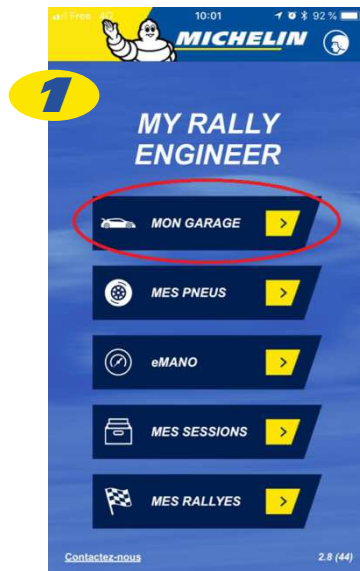 Free 4G 10:01 92 %
MICHELIN
1
MY RALLY
ENGINEER
MON GARAGE
MES PNEUS
eMANO
MES SESSIONS
MES RALLYES
Contactez-nous 2.8 (44)